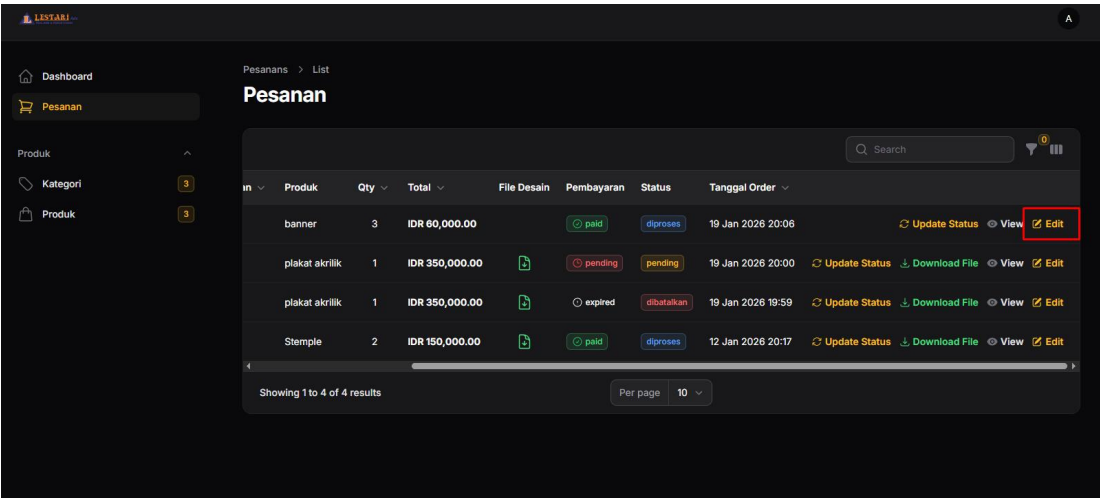 LESTARI
A
Dashboard
Pesanan
Produk
Kategori 3
Produk 3
Pesanans > List
Pesanan
Search
0
an Produk Qty Total File Desain Pembayaran Status Tanggal Order
banner 3 IDR 60,000.00 paid diproses 19 Jan 2026 20:06 Update Status View Edit
plakat akrilik 1 IDR 350,000.00 pending pending 19 Jan 2026 20:00 Update Status Download File View Edit
plakat akrilik 1 IDR 350,000.00 expired dibatalkan 19 Jan 2026 19:59 Update Status Download File View Edit
Stemple 2 IDR 150,000.00 paid diproses 12 Jan 2026 20:17 Update Status Download File View Edit
Showing 1 to 4 of 4 results
Per page 10